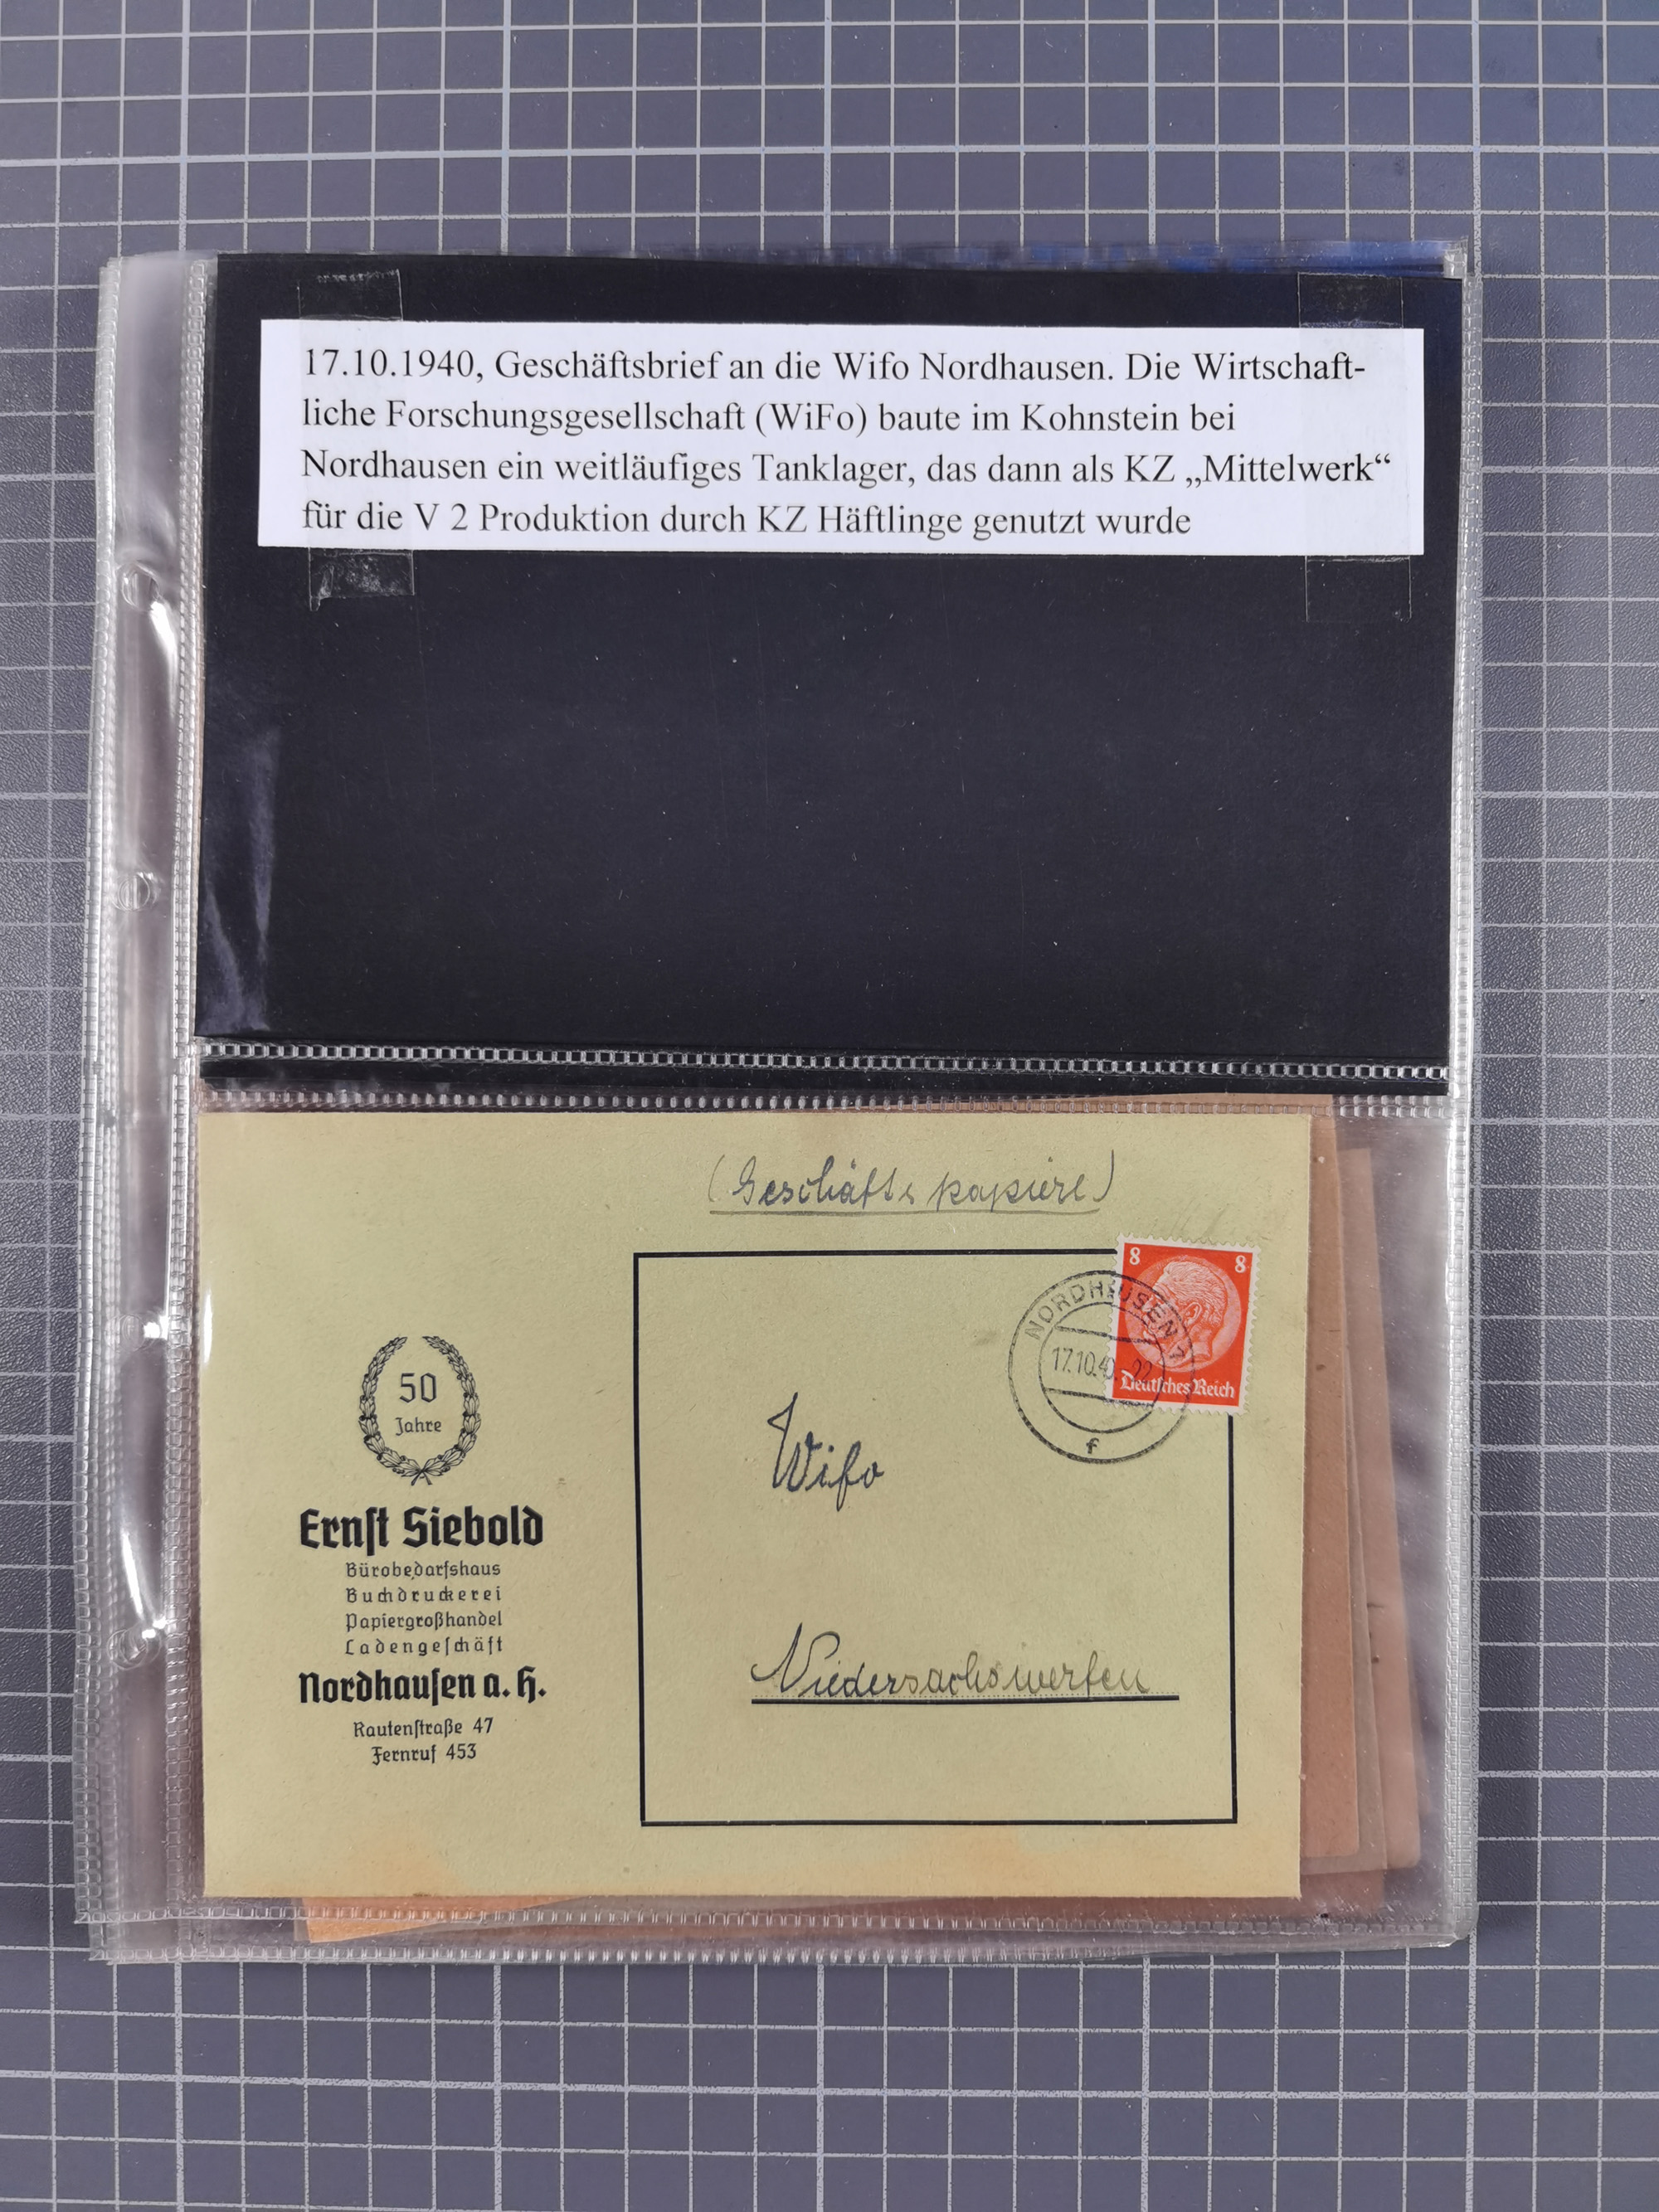 17.10.1940, Geschäftsbrief an die Wifo Nordhausen. Die Wirtschaft-
liche Forschungsgesellschaft (WiFo) baute im Kohnstein bei
Nordhausen ein weitläufiges Tanklager, das dann als KZ „Mittelwerk“
für die V 2 Produktion durch KZ Häftlinge genutzt wurde
(Geschäftspapiere)
8 8
Deutsches Reich
NORDHAUSEN 1
17.10.40. 22
f
50
Jahre
Ernſt Siebold
Bürobedarfshaus
Buchdruckerei
Papiergroßhandel
Ladengeſchäft
Nordhauſen a. H.
Rautenſtraße 47
Fernruf 453
Wifo
Niedersachswerfen